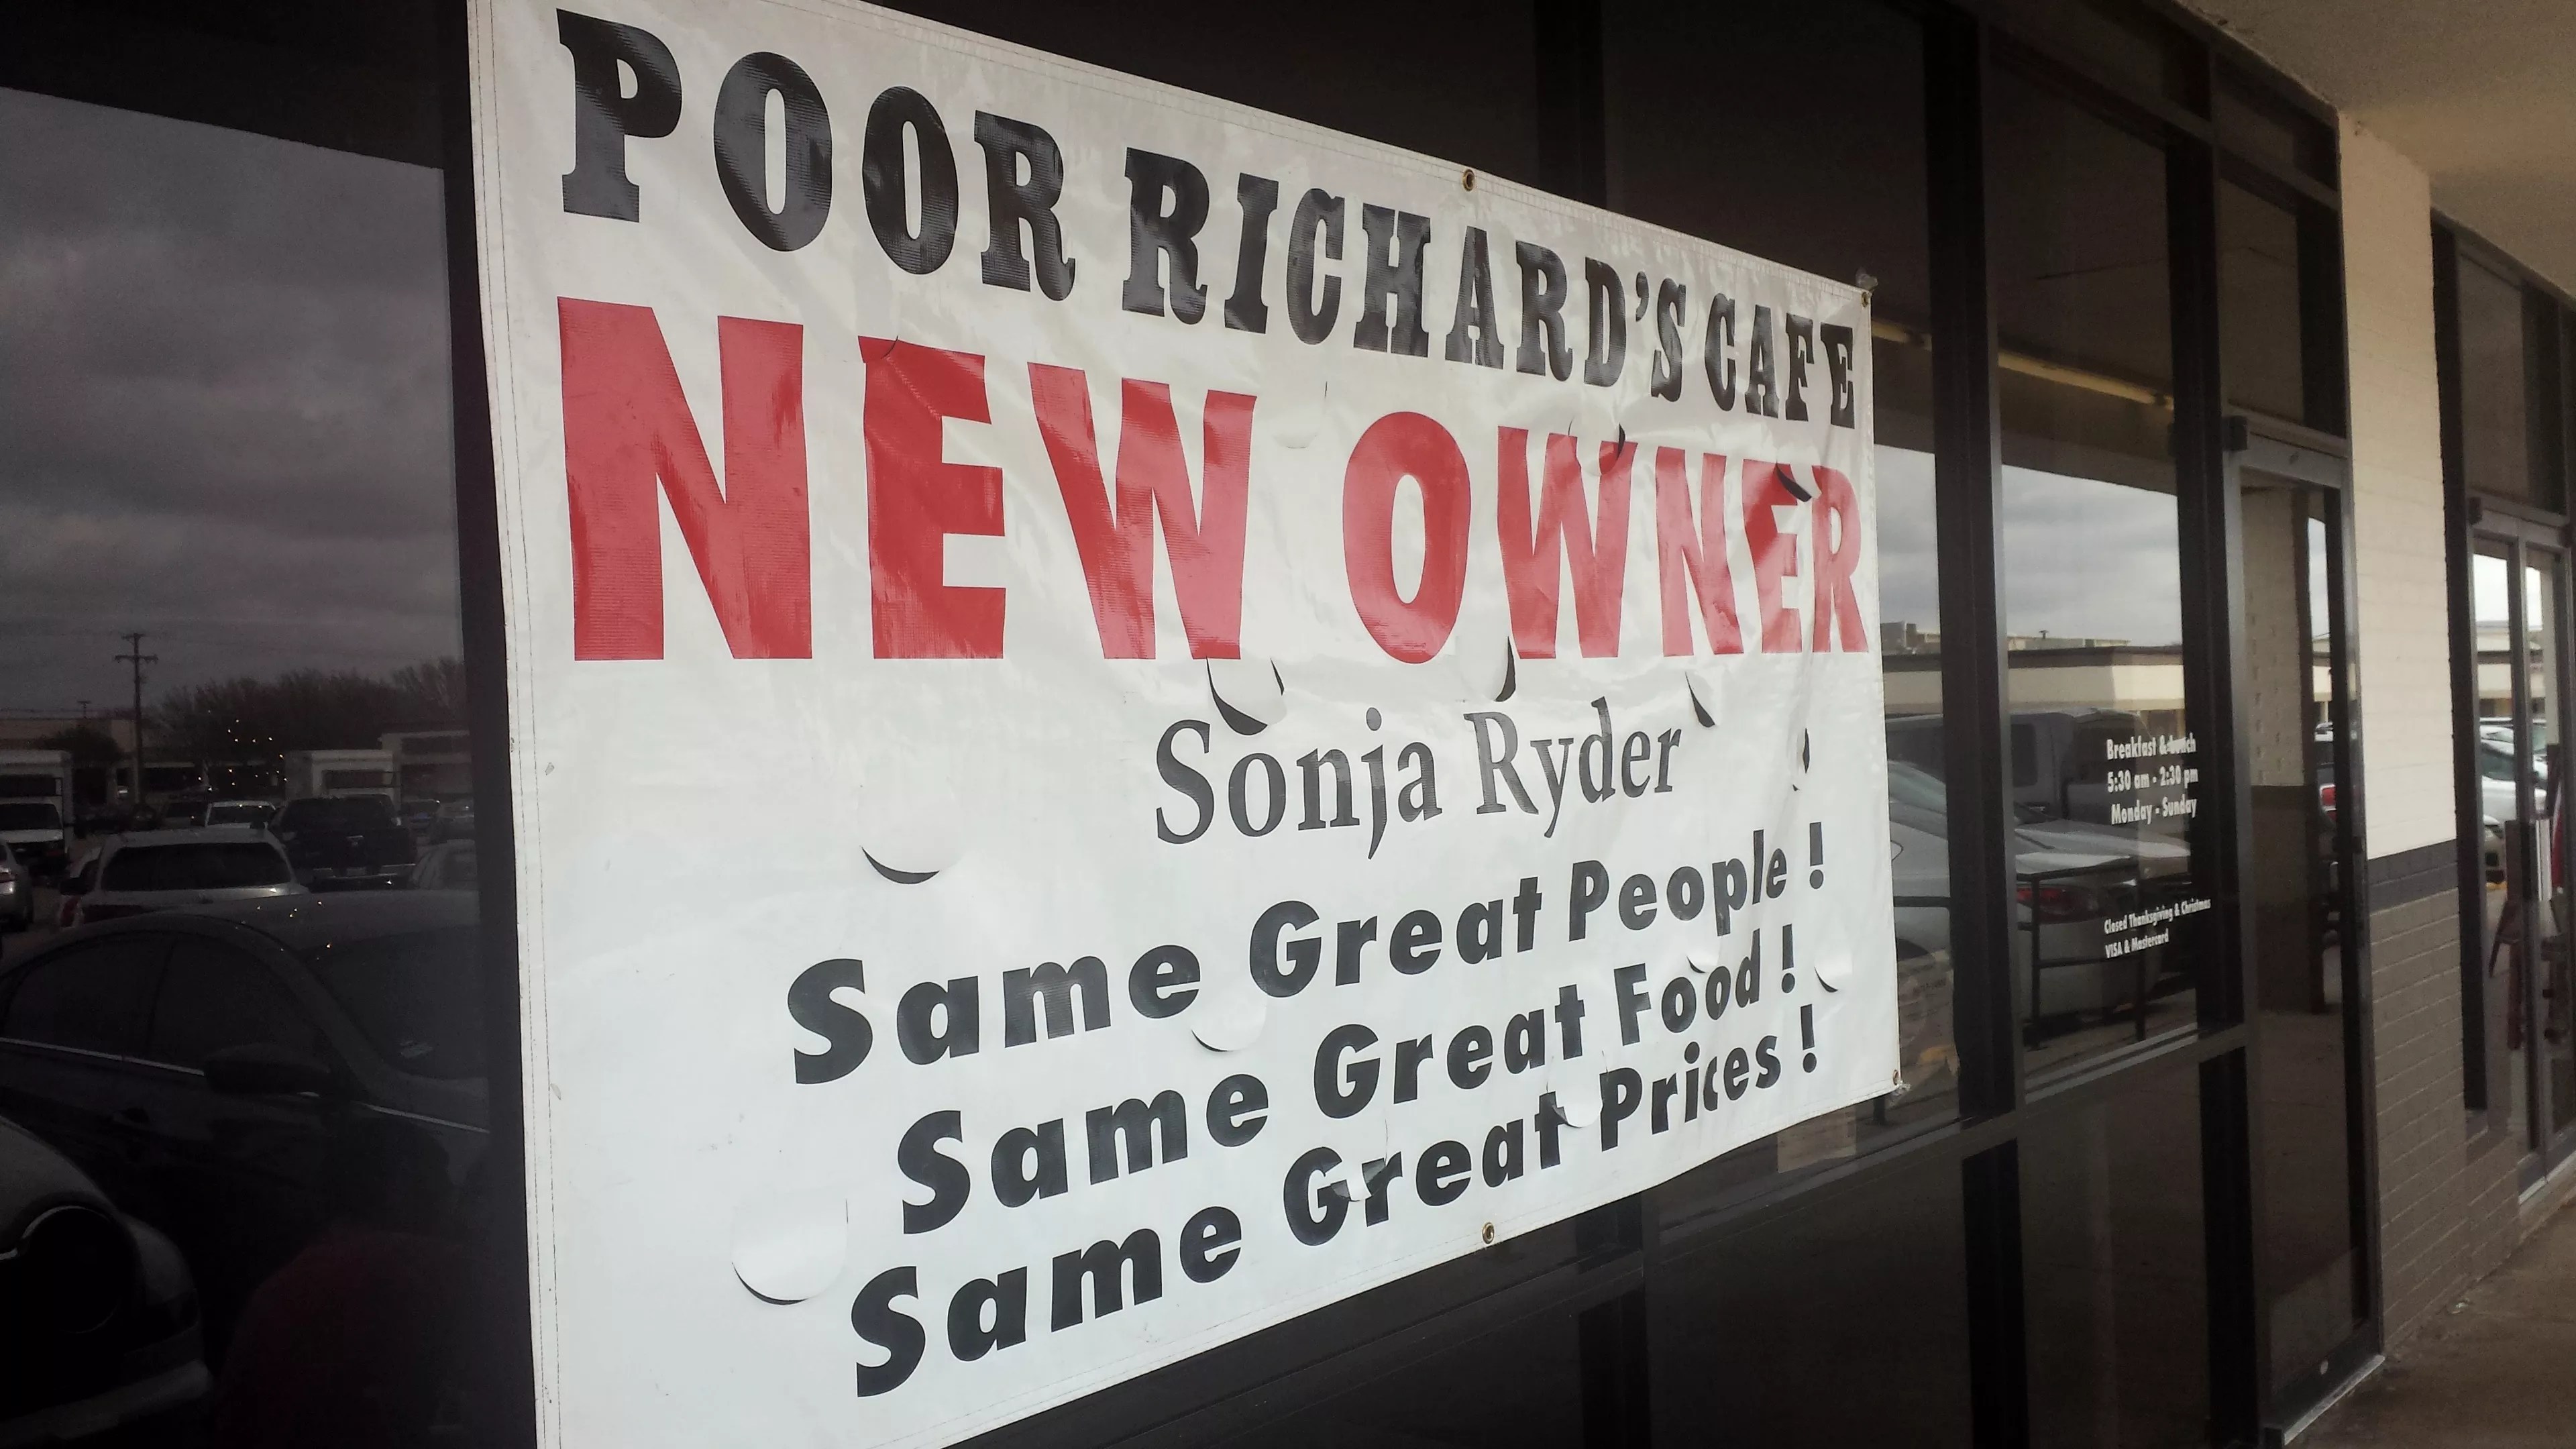 POOR RICHARD'S CAFE
NEW OWNER
Sonja Ryder
Same Great People !
Same Great Food !
Same Great Prices !
Breakfast & Lunch
5:30 am - 2:30 pm
Monday - Sunday
Closed Thanksgiving & Christmas
VISA & Mastercard